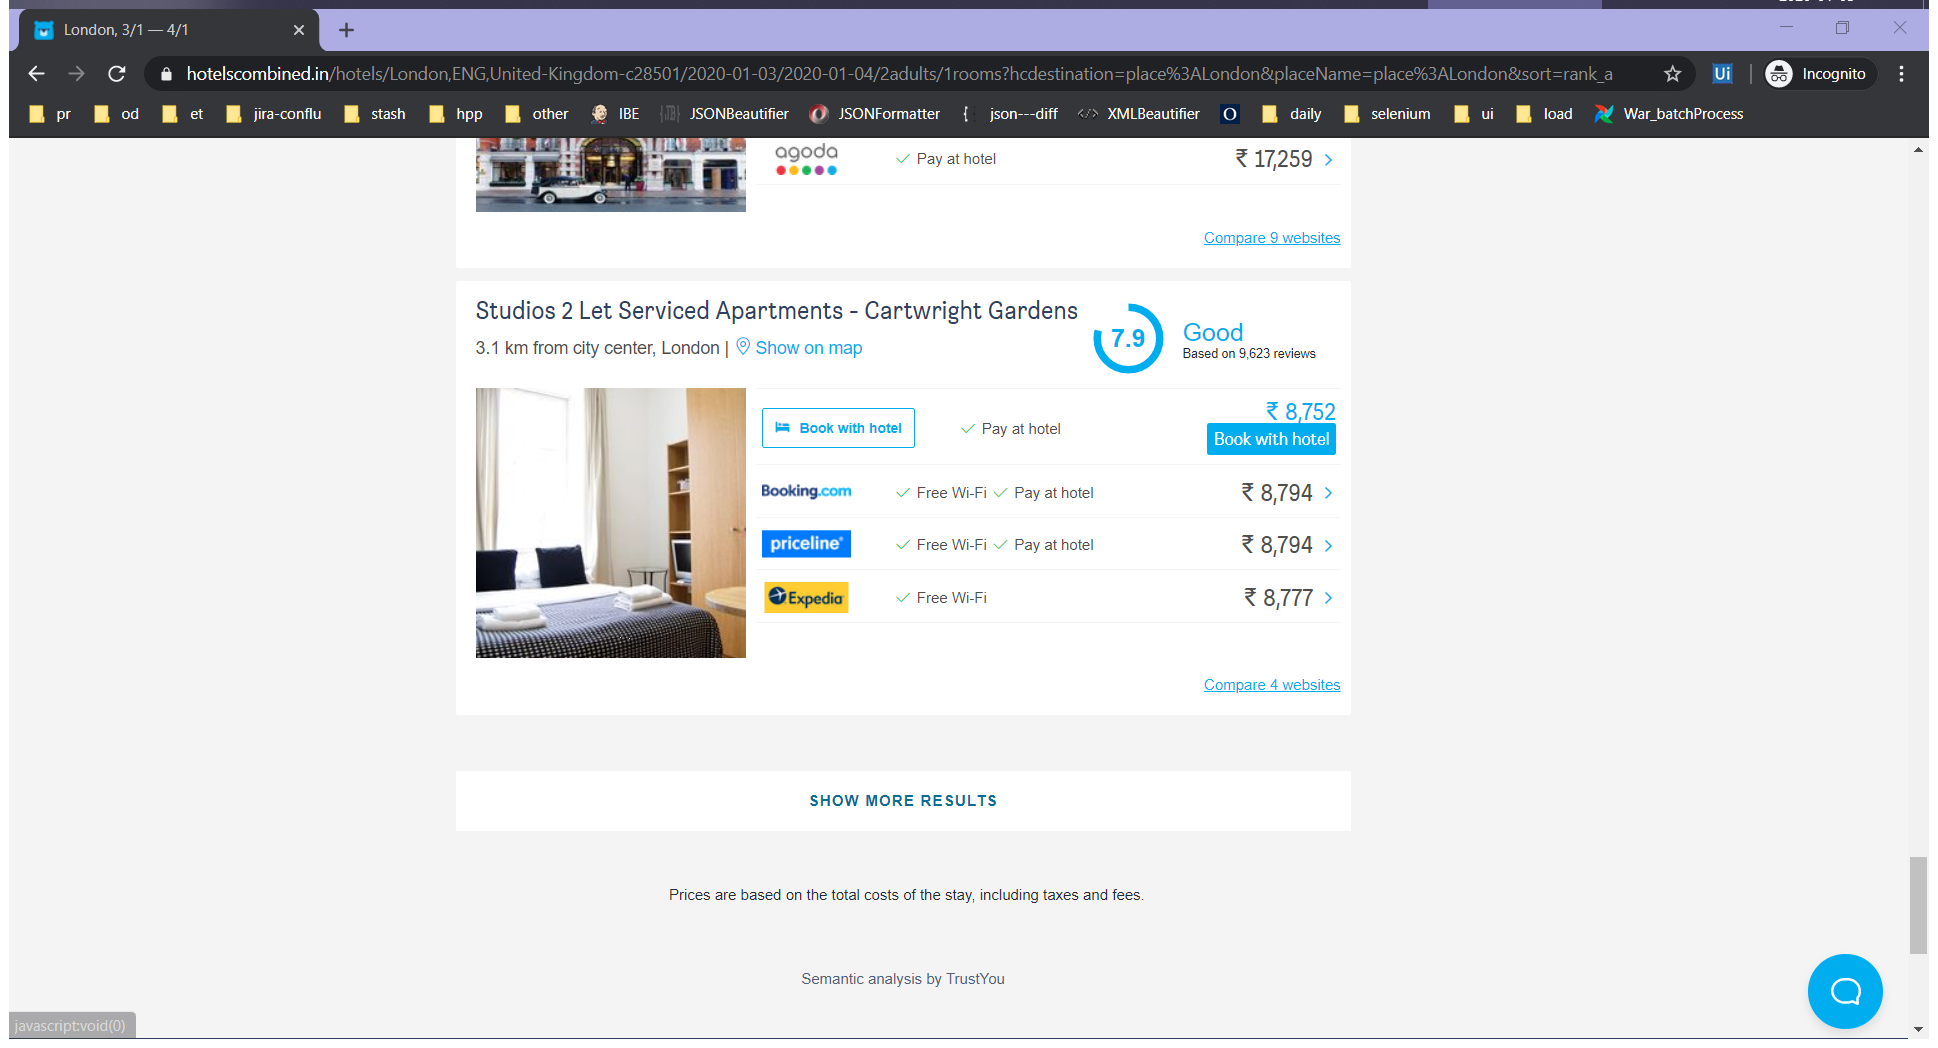 London, 3/1 — 4/1
hotelscombined.in/hotels/London,ENG,United-Kingdom-c28501/2020-01-03/2020-01-04/2adults/1rooms?hcdestination=place%3ALondon&placeName=place%3ALondon&sort=rank_a
Ui
Incognito
pr od et jira-conflu stash hpp other IBE JSONBeautifier JSONFormatter json---diff XMLBeautifier daily selenium ui load War_batchProcess
agoda Pay at hotel ₹ 17,259
Compare 9 websites
Studios 2 Let Serviced Apartments - Cartwright Gardens
3.1 km from city center, London | Show on map
7.9
Good
Based on 9,623 reviews
Book with hotel Pay at hotel ₹ 8,752
Book with hotel
Booking.com Free Wi-Fi Pay at hotel ₹ 8,794
priceline Free Wi-Fi Pay at hotel ₹ 8,794
Expedia Free Wi-Fi ₹ 8,777
Compare 4 websites
SHOW MORE RESULTS
Prices are based on the total costs of the stay, including taxes and fees.
Semantic analysis by TrustYou
javascript:void(0)